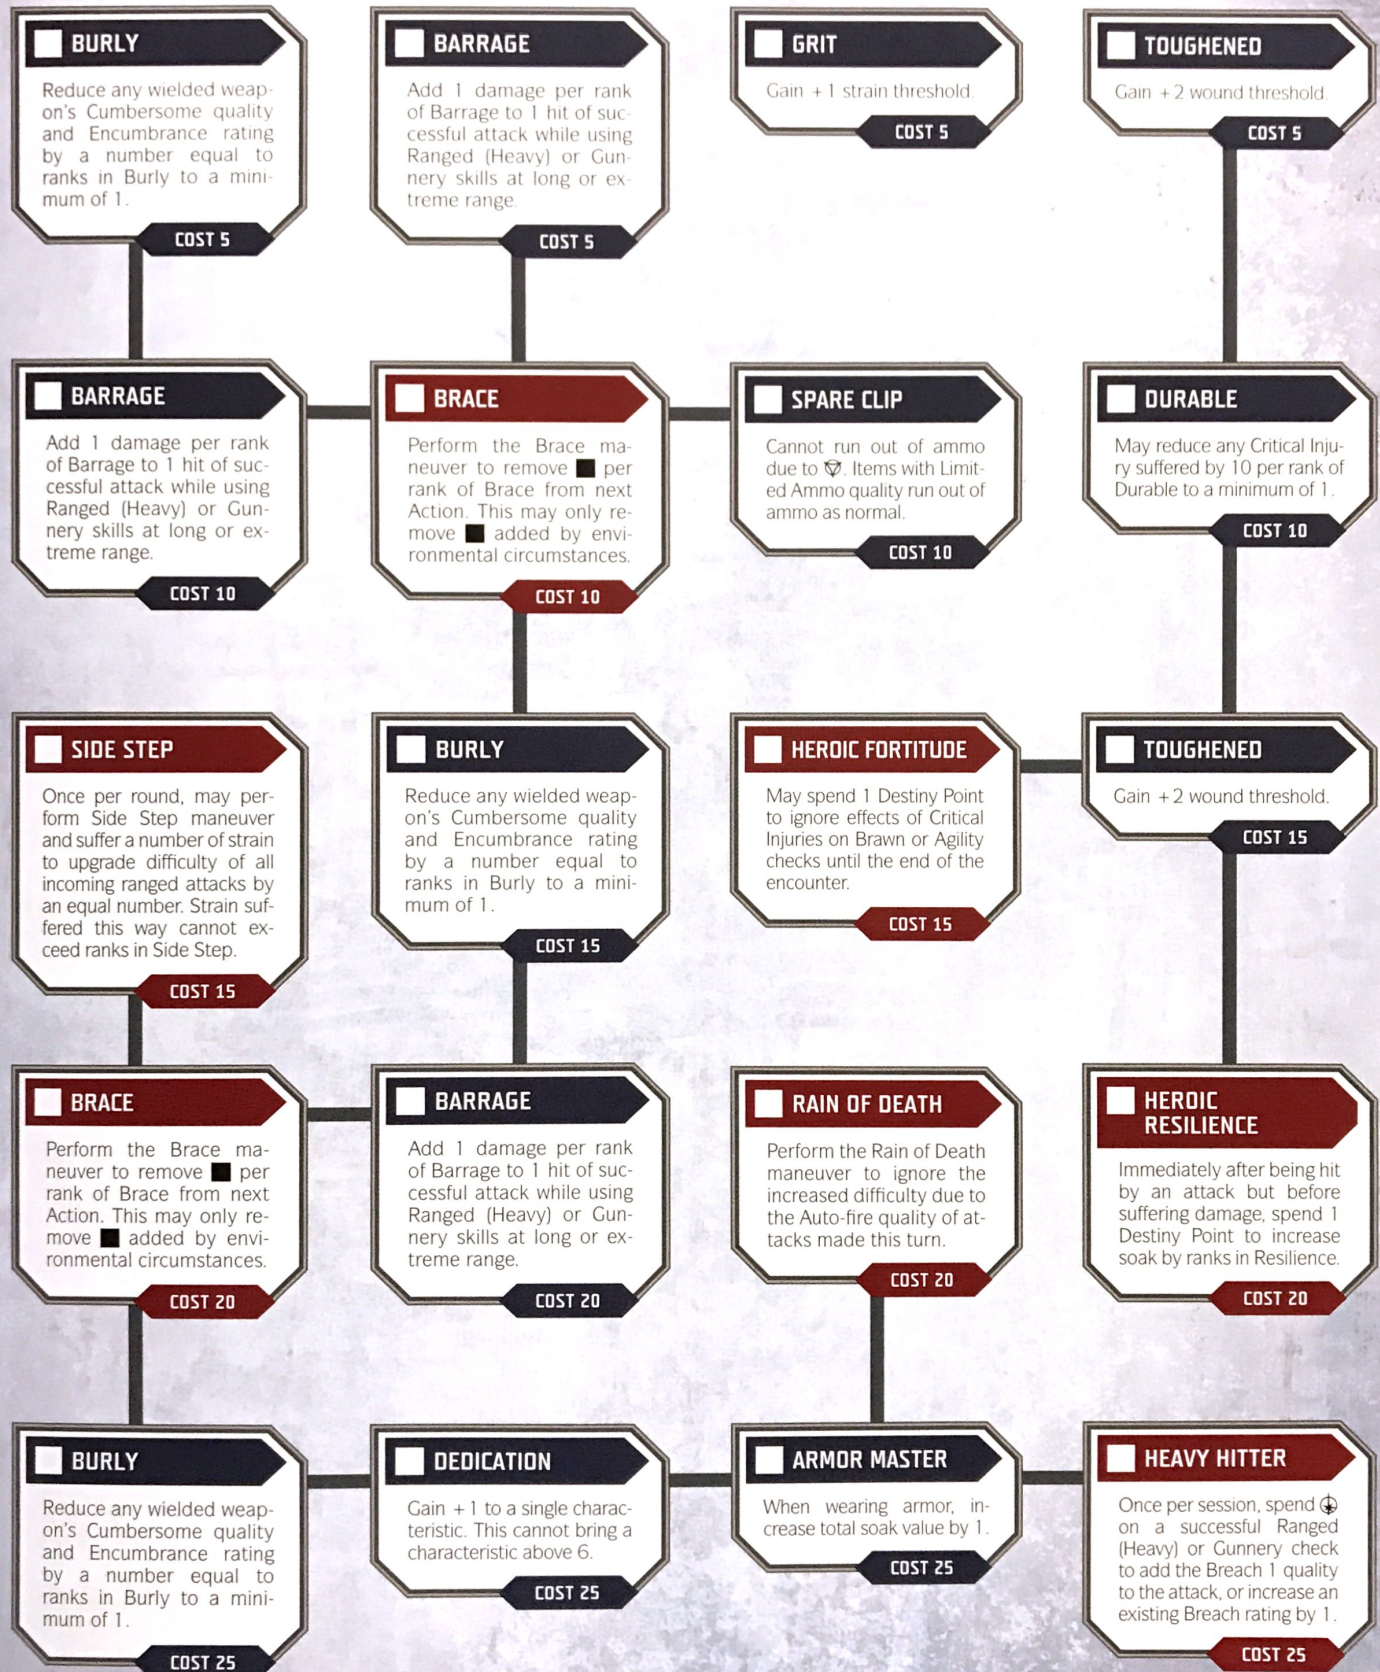 BURLY
Reduce any wielded weap-
on's Cumbersome quality
and Encumbrance rating
by a number equal to
ranks in Burly to a mini-
mum of 1.
COST 5
BARRAGE
Add 1 damage per rank
of Barrage to 1 hit of suc-
cessful attack while using
Ranged (Heavy) or Gun-
nery skills at long or ex-
treme range.
COST 5
GRIT
Gain +1 strain threshold.
COST 5
TOUGHENED
Gain +2 wound threshold.
COST 5
BARRAGE
Add 1 damage per rank
of Barrage to 1 hit of suc-
cessful attack while using
Ranged (Heavy) or Gun-
nery skills at long or ex-
treme range.
COST 10
BRACE
Perform the Brace ma-
neuver to remove ■ per
rank of Brace from next
Action. This may only re-
move ■ added by envi-
ronmental circumstances.
COST 10
SPARE CLIP
Cannot run out of ammo
due to . Items with Limit-
ed Ammo quality run out of
ammo as normal.
COST 10
DURABLE
May reduce any Critical Inju-
ry suffered by 10 per rank of
Durable to a minimum of 1.
COST 10
SIDE STEP
Once per round, may per-
form Side Step maneuver
and suffer a number of strain
to upgrade difficulty of all
incoming ranged attacks by
an equal number. Strain suf-
fered this way cannot ex-
ceed ranks in Side Step.
COST 15
BURLY
Reduce any wielded weap-
on's Cumbersome quality
and Encumbrance rating
by a number equal to
ranks in Burly to a mini-
mum of 1.
COST 15
HEROIC FORTITUDE
May spend 1 Destiny Point
to ignore effects of Critical
Injuries on Brawn or Agility
checks until the end of the
encounter.
COST 15
TOUGHENED
Gain +2 wound threshold.
COST 15
BRACE
Perform the Brace ma-
neuver to remove ■ per
rank of Brace from next
Action. This may only re-
move ■ added by envi-
ronmental circumstances.
COST 20
BARRAGE
Add 1 damage per rank
of Barrage to 1 hit of suc-
cessful attack while using
Ranged (Heavy) or Gun-
nery skills at long or ex-
treme range.
COST 20
RAIN OF DEATH
Perform the Rain of Death
maneuver to ignore the
increased difficulty due to
the Auto-fire quality of at-
tacks made this turn.
COST 20
HEROIC
RESILIENCE
Immediately after being hit
by an attack but before
suffering damage, spend 1
Destiny Point to increase
soak by ranks in Resilience.
COST 20
BURLY
Reduce any wielded weap-
on's Cumbersome quality
and Encumbrance rating
by a number equal to
ranks in Burly to a mini-
mum of 1.
COST 25
DEDICATION
Gain +1 to a single charac-
teristic. This cannot bring a
characteristic above 6.
COST 25
ARMOR MASTER
When wearing armor, in-
crease total soak value by 1.
COST 25
HEAVY HITTER
Once per session, spend
on a successful Ranged
(Heavy) or Gunnery check
to add the Breach 1 quality
to the attack, or increase an
existing Breach rating by 1.
COST 25